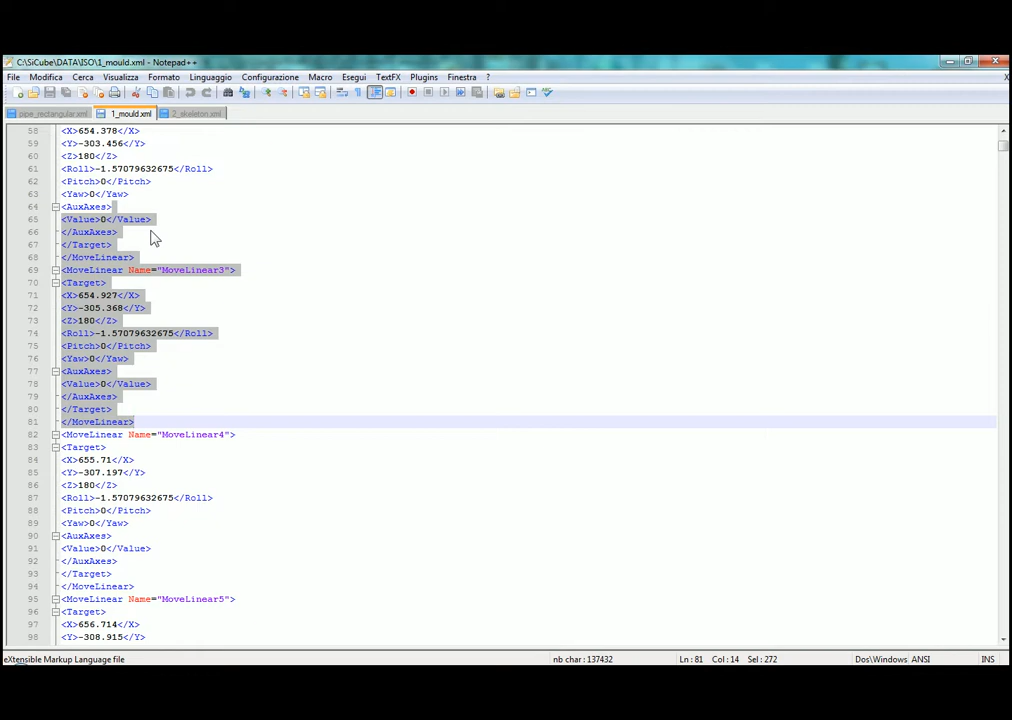 C:\SiCube\DATA\ISO\1_mould.xml - Notepad++
File Modifica Cerca Visualizza Formato Linguaggio Configurazione Macro Esegui TextFX Plugins Finestra ? X
pipe_rectangular.xml 1_mould.xml 2_skeleton.xml
58 <X>654.378</X>
59 <Y>-303.456</Y>
60 <Z>180</Z>
61 <Roll>-1.57079632675</Roll>
62 <Pitch>0</Pitch>
63 <Yaw>0</Yaw>
64 <AuxAxes>
65 <Value>0</Value>
66 </AuxAxes>
67 </Target>
68 </MoveLinear>
69 <MoveLinear Name="MoveLinear3">
70 <Target>
71 <X>654.927</X>
72 <Y>-305.368</Y>
73 <Z>180</Z>
74 <Roll>-1.57079632675</Roll>
75 <Pitch>0</Pitch>
76 <Yaw>0</Yaw>
77 <AuxAxes>
78 <Value>0</Value>
79 </AuxAxes>
80 </Target>
81 </MoveLinear>
82 <MoveLinear Name="MoveLinear4">
83 <Target>
84 <X>655.71</X>
85 <Y>-307.197</Y>
86 <Z>180</Z>
87 <Roll>-1.57079632675</Roll>
88 <Pitch>0</Pitch>
89 <Yaw>0</Yaw>
90 <AuxAxes>
91 <Value>0</Value>
92 </AuxAxes>
93 </Target>
94 </MoveLinear>
95 <MoveLinear Name="MoveLinear5">
96 <Target>
97 <X>656.714</X>
98 <Y>-308.915</Y>
eXtensible Markup Language file nb char : 137432 Ln : 81 Col : 14 Sel : 272 Dos\Windows ANSI INS